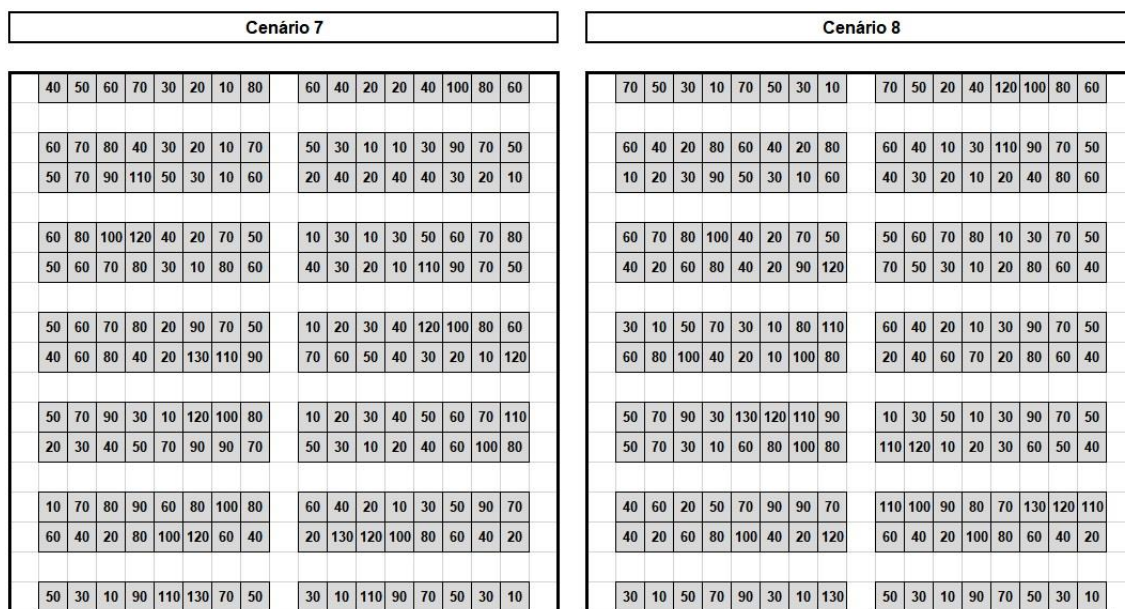 Cenário 7
Cenário 8
40 50 60 70 30 20 10 80 60 40 20 20 40 100 80 60
60 70 80 40 30 20 10 70 50 30 10 10 30 90 70 50
50 70 90 110 50 30 10 60 20 40 20 40 40 30 20 10
60 80 100 120 40 20 70 50 10 30 10 30 50 60 70 80
50 60 70 80 30 10 80 60 40 30 20 10 110 90 70 50
50 60 70 80 20 90 70 50 10 20 30 40 120 100 80 60
40 60 80 40 20 130 110 90 70 60 50 40 30 20 10 120
50 70 90 30 10 120 100 80 10 20 30 40 50 60 70 110
20 30 40 50 70 90 90 70 50 30 10 20 40 60 100 80
10 70 80 90 60 80 100 80 60 40 20 10 30 50 90 70
60 40 20 80 100 120 60 40 20 130 120 100 80 60 40 20
50 30 10 90 110 130 70 50 30 10 110 90 70 50 30 10
70 50 30 10 70 50 30 10 70 50 20 40 120 100 80 60
60 40 20 80 60 40 20 80 60 40 10 30 110 90 70 50
10 20 30 90 50 30 10 60 40 30 20 10 20 40 80 60
60 70 80 100 40 20 70 50 50 60 70 80 10 30 70 50
40 20 60 80 40 20 90 120 70 50 30 10 20 80 60 40
30 10 50 70 30 10 80 110 60 40 20 10 30 90 70 50
60 80 100 40 20 10 100 80 20 40 60 70 20 80 60 40
50 70 90 30 130 120 110 90 10 30 50 10 30 90 70 50
50 70 30 10 60 80 100 80 110 120 10 20 30 60 50 40
40 60 20 50 70 90 90 70 110 100 90 80 70 130 120 110
40 20 60 80 100 40 20 120 60 40 20 100 80 60 40 20
30 10 50 70 90 30 10 130 50 30 10 90 70 50 30 10